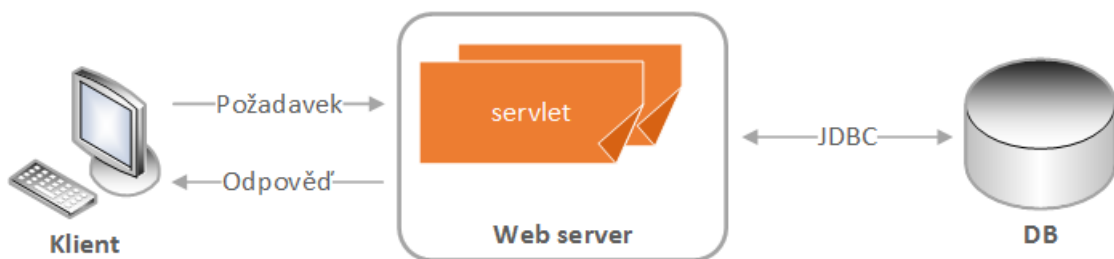 Požadavek
servlet
JDBC
Odpověď
Klient
Web server
DB